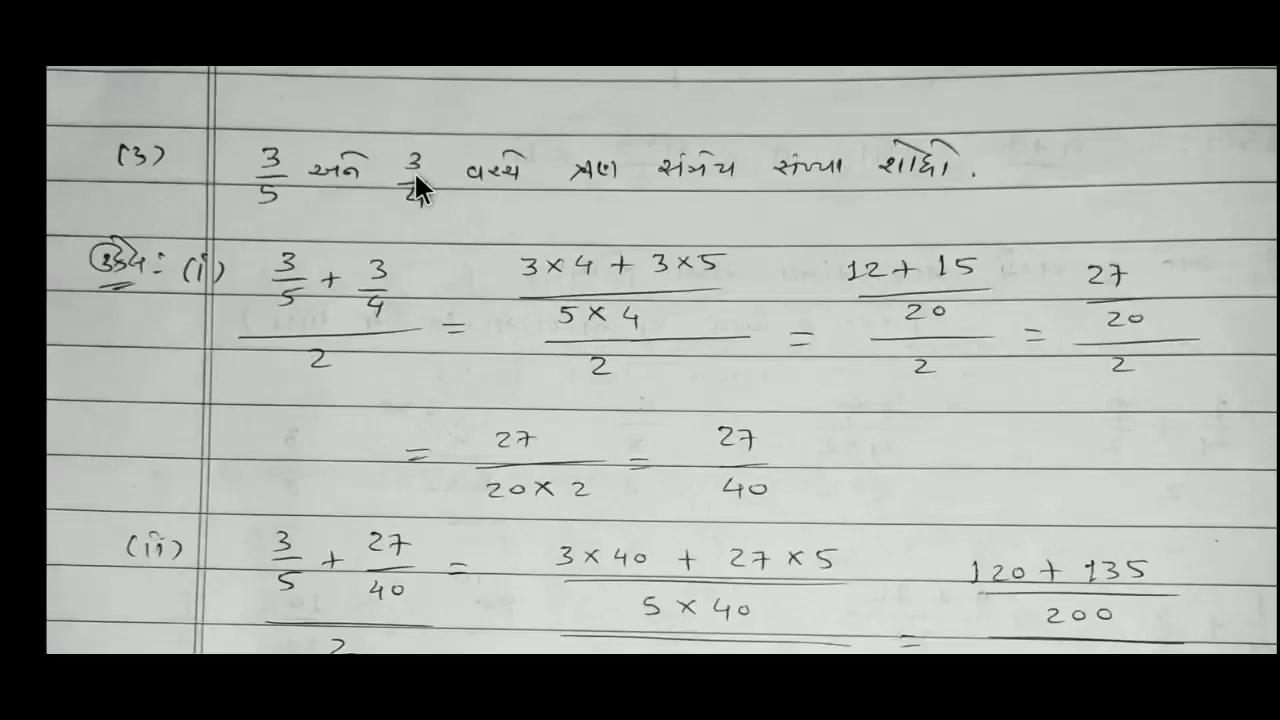 (3) 3/5 અને 3/4 વચ્ચે ત્રણ સંમેય સંખ્યા શોધો.
ઉકેલ : (i) (3/5 + 3/4)/2 = ((3×4 + 3×5)/(5×4))/2 = ((12 + 15)/20)/2 = (27/20)/2
= 27/(20×2) = 27/40
(ii) (3/5 + 27/40)/2 = (3×40 + 27×5)/(5×40) = (120 + 135)/200